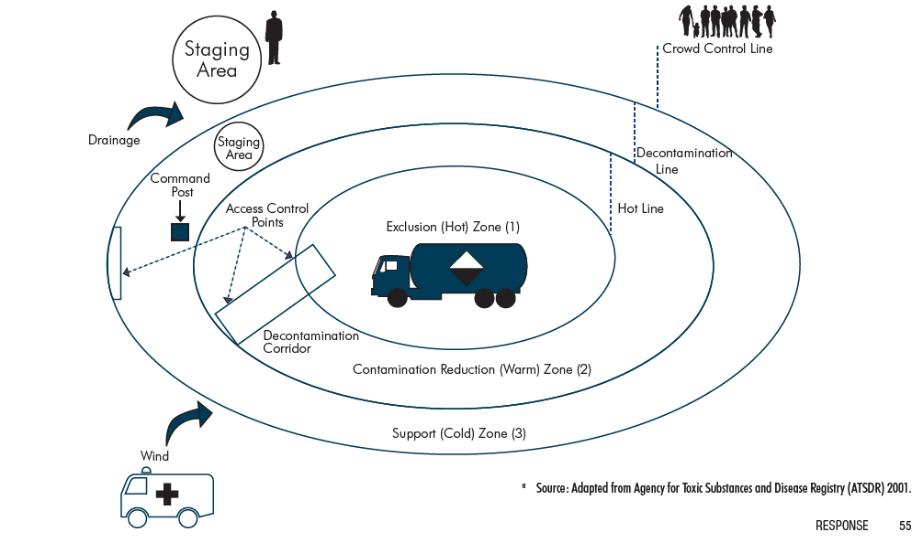 Staging
Area
Crowd Control Line
Drainage
Staging
Area
Decontamination
Line
Command
Post
Access Control
Points
Hot Line
Exclusion (Hot) Zone (1)
Decontamination
Corridor
Contamination Reduction (Warm) Zone (2)
Support (Cold) Zone (3)
Wind
a Source: Adapted from Agency for Toxic Substances and Disease Registry (ATSDR) 2001.
RESPONSE 55